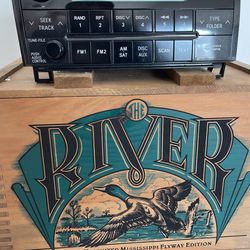 SEEK TRACK
RAND 1
RPT 2
DISC 3
DISC 4
TYPE FOLDER
TUNE·FILE
PUSH AUDIO CONTROL
FM1
FM2
AM SAT
DISC AUX
SCAN
TEXT
THE
RIVER
MISSISSIPPI FLYWAY EDITION